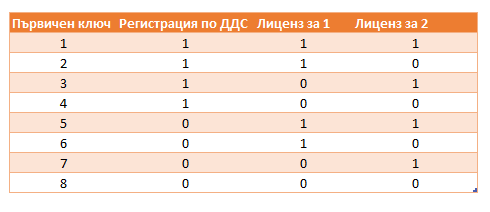 Първичен ключ Регистрация по ДДС Лиценз за 1 Лиценз за 2
1 1 1 1
2 1 1 0
3 1 0 1
4 1 0 0
5 0 1 1
6 0 1 0
7 0 0 1
8 0 0 0